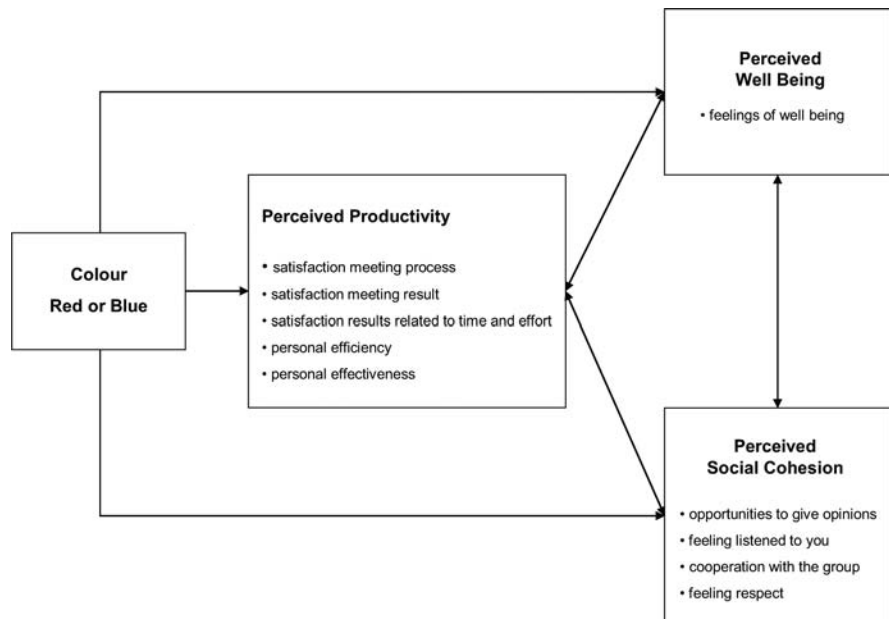 Colour
Red or Blue
Perceived Productivity
• satisfaction meeting process
• satisfaction meeting result
• satisfaction results related to time and effort
• personal efficiency
• personal effectiveness
Perceived
Well Being
• feelings of well being
Perceived
Social Cohesion
• opportunities to give opinions
• feeling listened to you
• cooperation with the group
• feeling respect